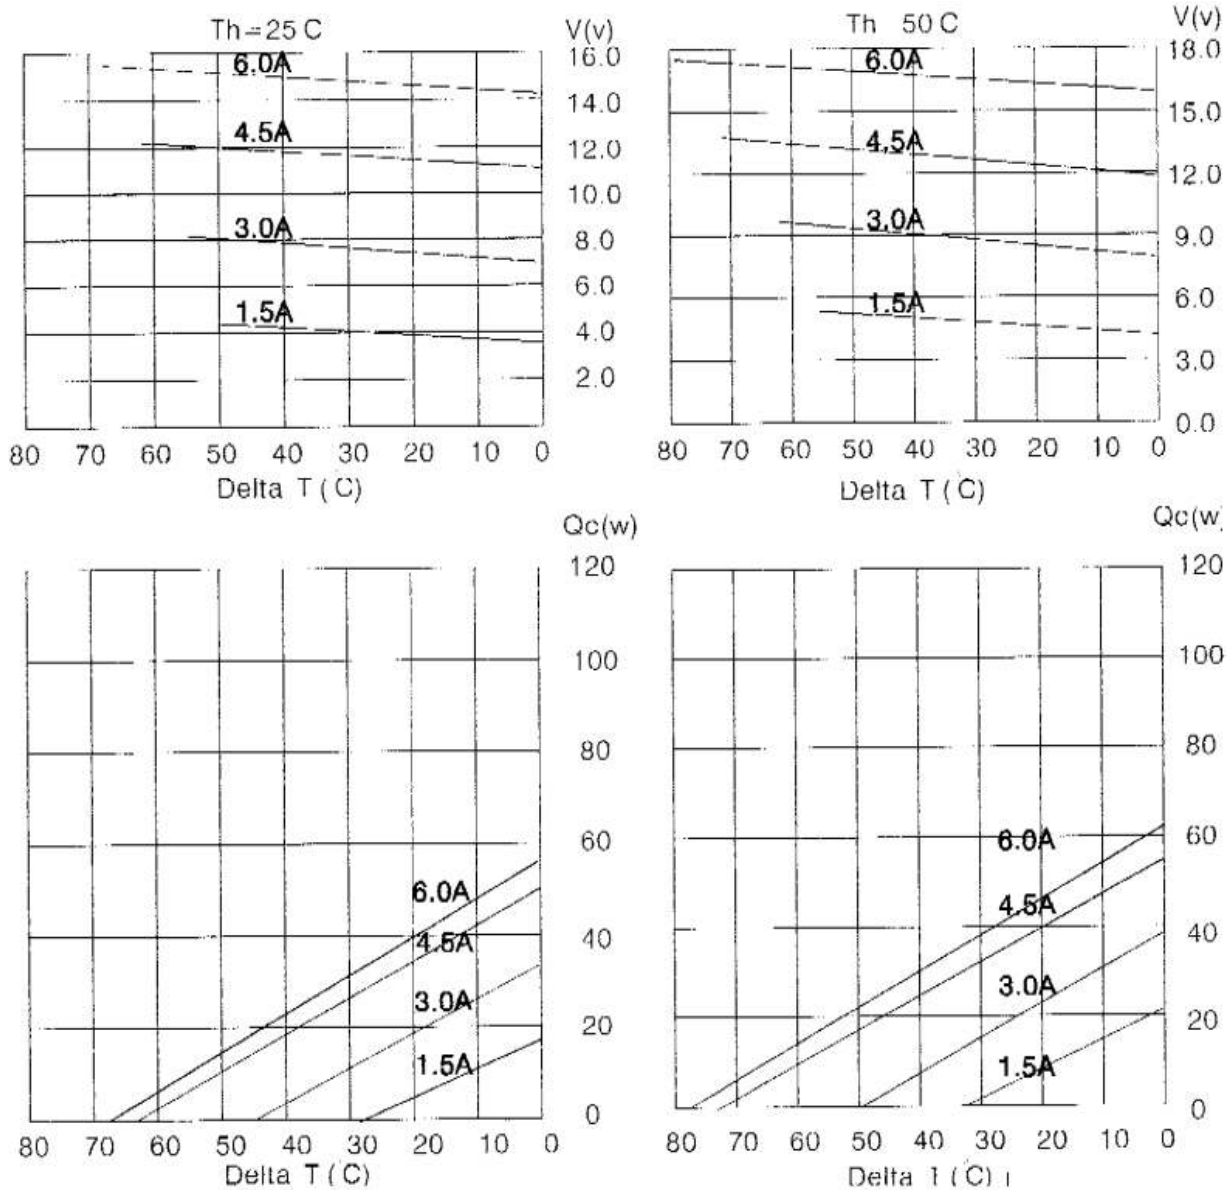 Th=25 C
V(v)
16.0
6.0A
14.0
4.5A
12.0
10.0
3.0A
8.0
6.0
1.5A
4.0
2.0
80 70 60 50 40 30 20 10 0
Delta T ( C)
Th 50 C
V(v)
18.0
6.0A
15.0
4.5A
12.0
3.0A
9.0
6.0
1.5A
3.0
0.0
80 70 60 50 40 30 20 10 0
Delta T ( C)
Qc(w)
120
100
80
60
6.0A
40
4.5A
3.0A
20
1.5A
0
80 70 60 50 40 30 20 10 0
Delta T ( C)
Qc(w)
120
100
80
60
6.0A
4.5A
40
3.0A
20
1.5A
0
80 70 60 50 40 30 20 10 0
Delta T ( C)